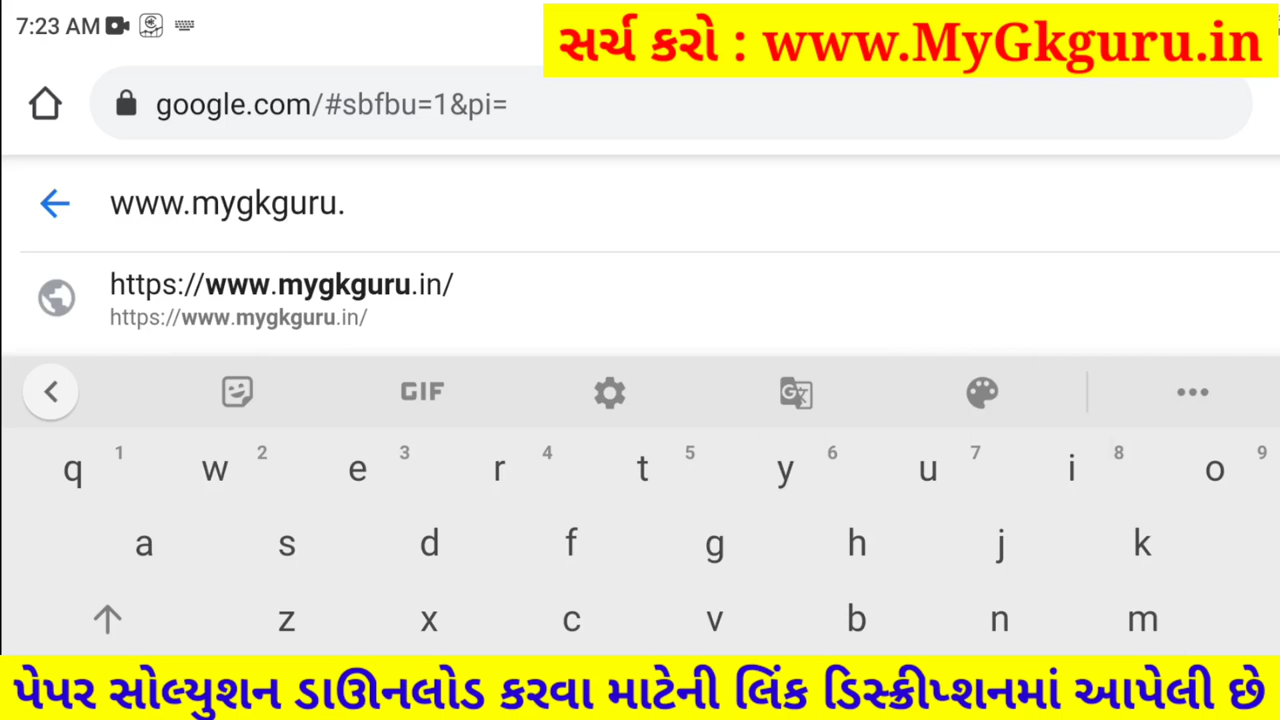 7:23 AM
સર્ચ કરો : www.MyGkguru.in
google.com/#sbfbu=1&pi=
www.mygkguru.
https://www.mygkguru.in/
https://www.mygkguru.in/
GIF
q 1 w 2 e 3 r 4 t 5 y 6 u 7 i 8 o 9
a s d f g h j k
z x c v b n m
પેપર સોલ્યુશન ડાઊનલોડ કરવા માટેની લિંક ડિસ્ક્રીપ્શનમાં આપેલી છે